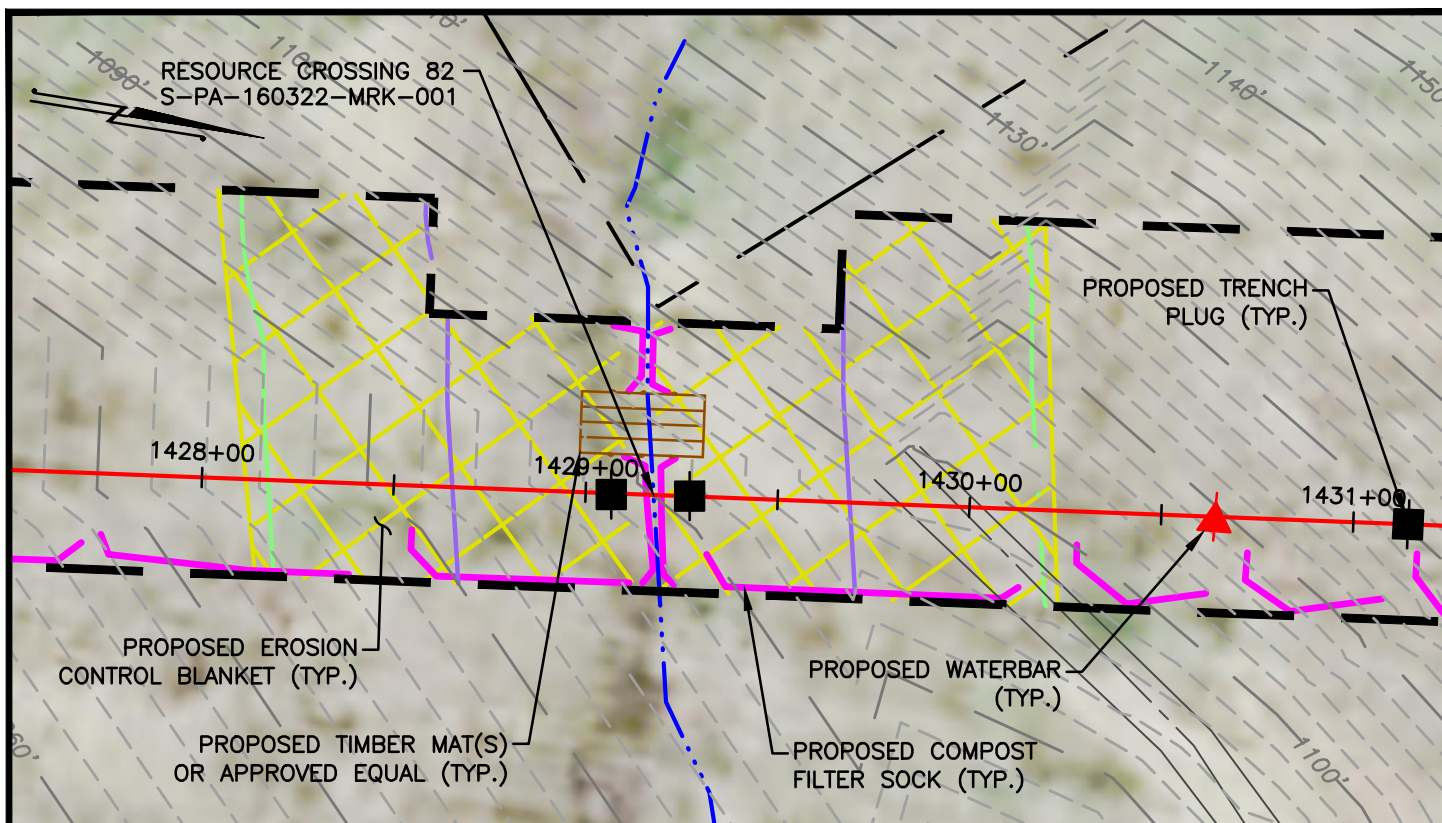 1090'
1100'
RESOURCE CROSSING 82
S-PA-160322-MRK-001
1140'
1150'
1130'
PROPOSED TRENCH
PLUG (TYP.)
1428+00
1429+00
1430+00
1431+00
PROPOSED EROSION
CONTROL BLANKET (TYP.)
PROPOSED WATERBAR
(TYP.)
PROPOSED TIMBER MAT(S)
OR APPROVED EQUAL (TYP.)
PROPOSED COMPOST
FILTER SOCK (TYP.)
1100'